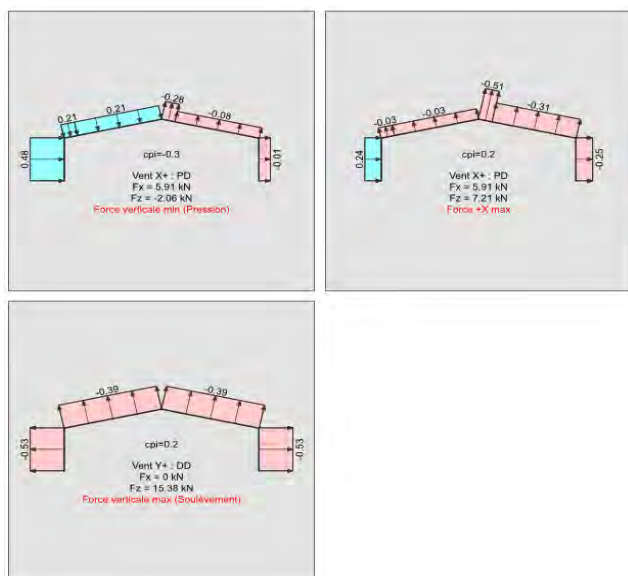 -0.28
0.21
0.21
-0.08
0.48
-0.01
cpi=-0.3
Vent X+ : PD
Fx = 5.91 kN
Fz = -2.06 kN
Force verticale min (Pression)
-0.51
-0.03
-0.03
-0.31
0.24
-0.25
cpi=0.2
Vent X+ : PD
Fx = 5.91 kN
Fz = 7.21 kN
Force +X max
-0.39
-0.39
-0.53
-0.53
cpi=0.2
Vent Y+ : DD
Fx = 0 kN
Fz = 15.38 kN
Force verticale max (Soulèvement)